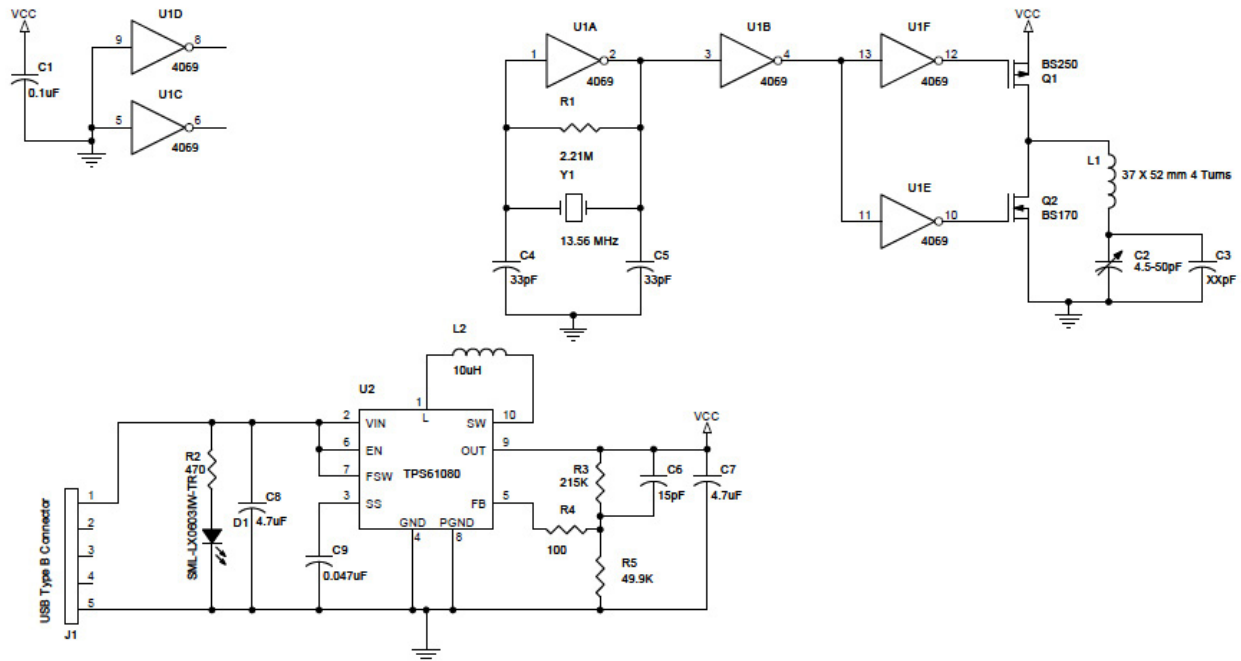 VCC
C1
0.1uF
U1D
9
8
4069
U1C
5
6
4069
U1A
1
2
4069
R1
2.21M
Y1
13.56 MHz
C4
33pF
C5
33pF
U1B
3
4
4069
U1F
13
12
4069
U1E
11
10
4069
VCC
BS250
Q1
Q2
BS170
L1
37 X 52 mm 4 Turns
C2
4.5-50pF
C3
XXpF
L2
10uH
U2
1
L
2
VIN
SW
10
6
EN
OUT
9
7
FSW
TPS61080
3
SS
FB
5
GND
PGND
4
8
VCC
R2
470
SML-LX0603IW-TR
D1
C8
4.7uF
C9
0.047uF
R3
215K
R4
100
R5
49.9K
C6
15pF
C7
4.7uF
USB Type B Connector
1
2
3
4
5
J1